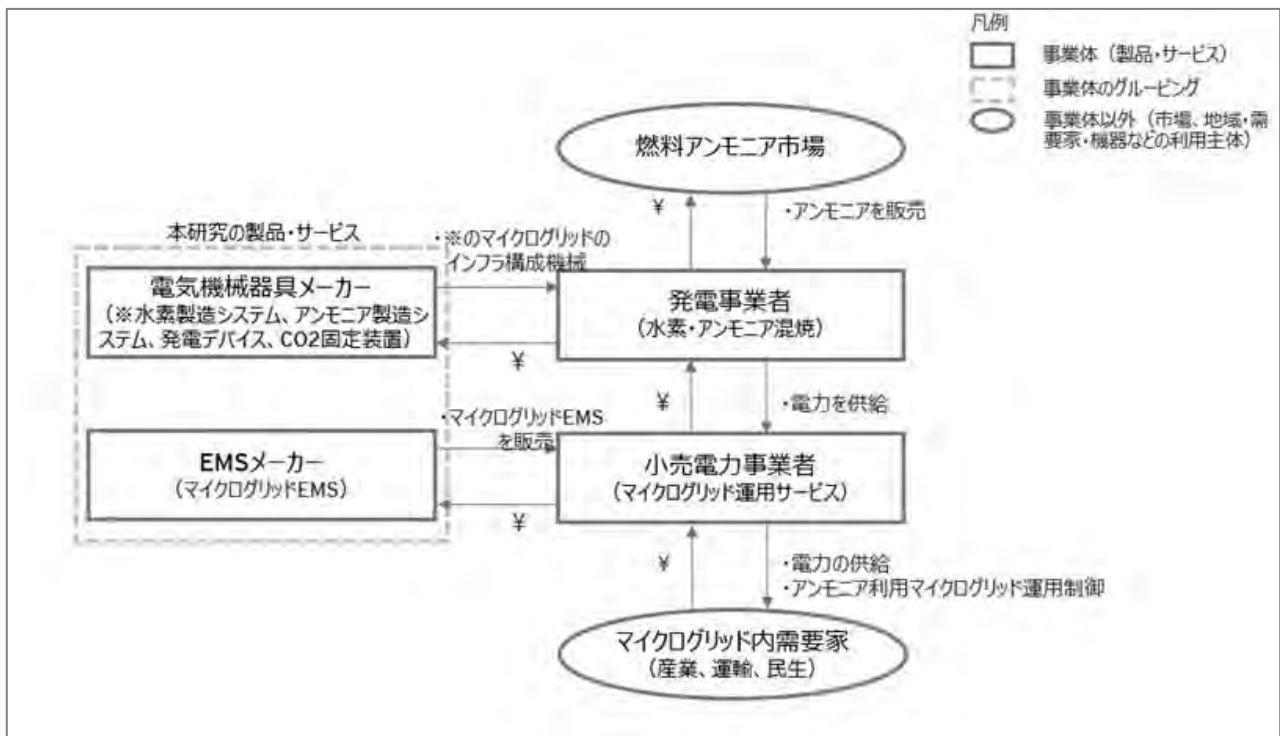 凡例
事業体（製品・サービス）
事業体のグルーピング
事業体以外（市場、地域・需
要家・機器などの利用主体）
燃料アンモニア市場
¥
・アンモニアを販売
本研究の製品・サービス
・※のマイクログリッドの
インフラ構成機械
電気機械器具メーカー
（※水素製造システム、アンモニア製造シ
ステム、発電デバイス、CO2固定装置）
発電事業者
（水素・アンモニア混焼）
¥
¥
・電力を供給
・マイクログリッドEMS
を販売
EMSメーカー
（マイクログリッドEMS）
小売電力事業者
（マイクログリッド運用サービス）
¥
¥
・電力の供給
・アンモニア利用マイクログリッド運用制御
マイクログリッド内需要家
（産業、運輸、民生）